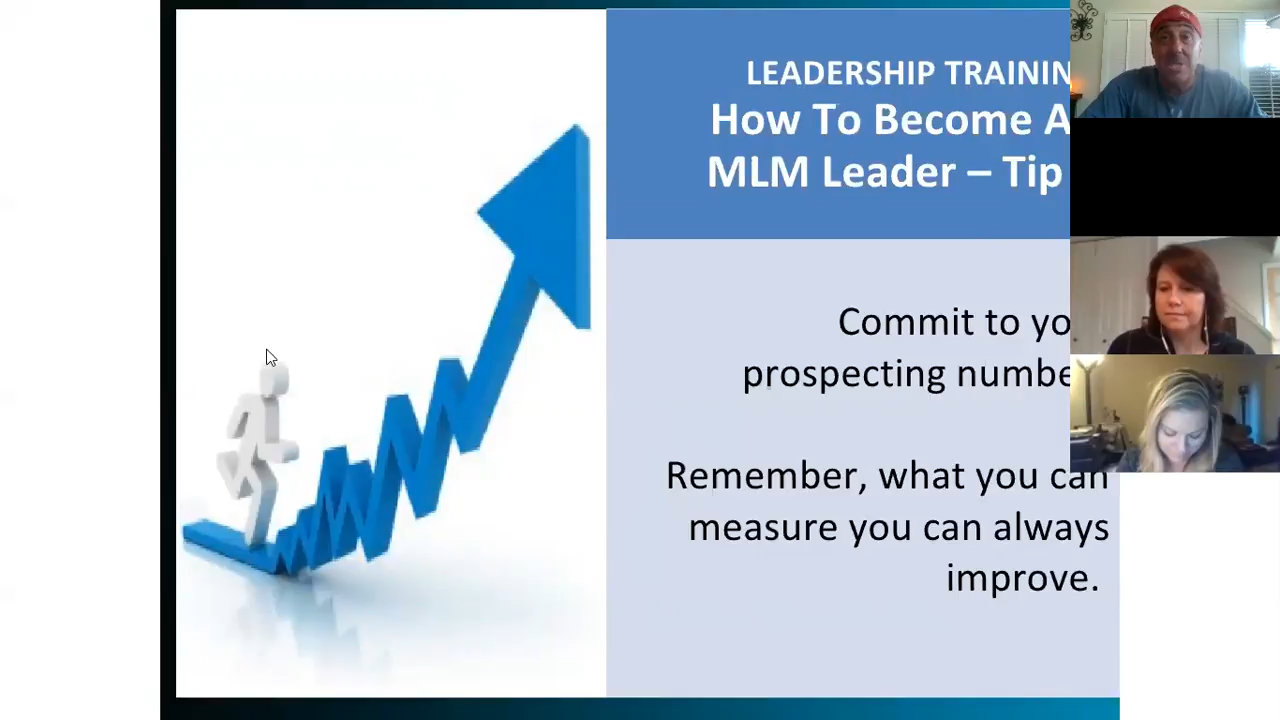 LEADERSHIP TRAININ
How To Become A
MLM Leader – Tip
Commit to yo
prospecting numbe
Remember, what you can
measure you can always
improve.